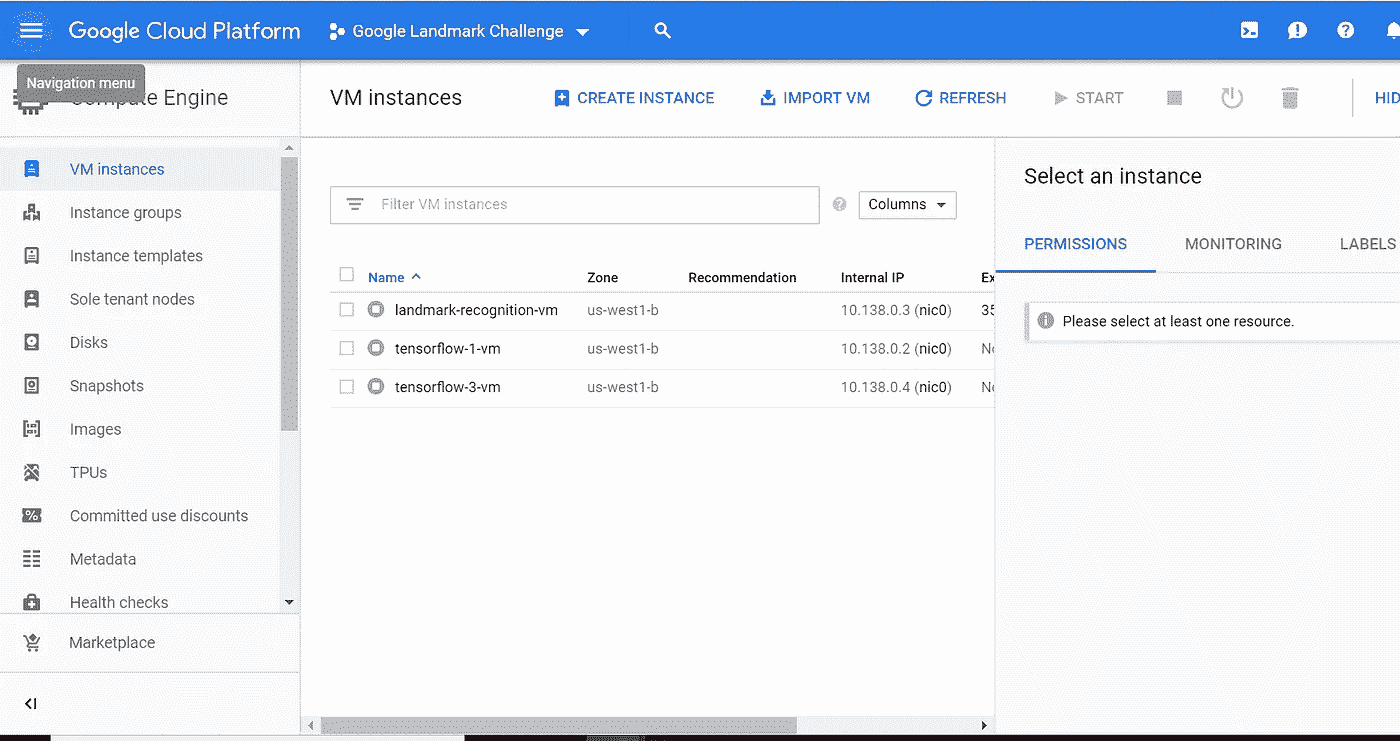 Google Cloud Platform Google Landmark Challenge
Navigation menu
Compute Engine
VM instances CREATE INSTANCE IMPORT VM REFRESH START HID
VM instances
Instance groups
Instance templates
Sole tenant nodes
Disks
Snapshots
Images
TPUs
Committed use discounts
Metadata
Health checks
Marketplace
Filter VM instances Columns
Name Zone Recommendation Internal IP Ex
landmark-recognition-vm us-west1-b 10.138.0.3 (nic0) 35
tensorflow-1-vm us-west1-b 10.138.0.2 (nic0) No
tensorflow-3-vm us-west1-b 10.138.0.4 (nic0) No
Select an instance
PERMISSIONS MONITORING LABELS
Please select at least one resource.